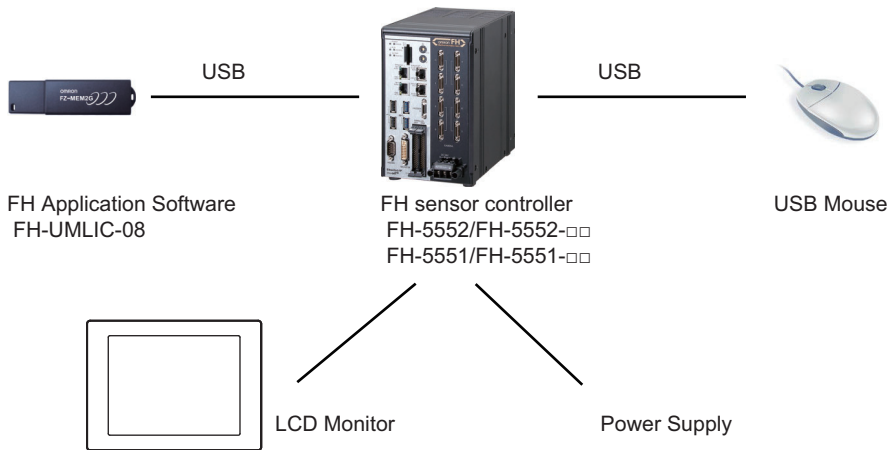 USB
USB
omron
FZ-MEM2G
FH
FH Application Software
FH-UMLIC-08
FH sensor controller
FH-5552/FH-5552-□□
FH-5551/FH-5551-□□
USB Mouse
LCD Monitor
Power Supply